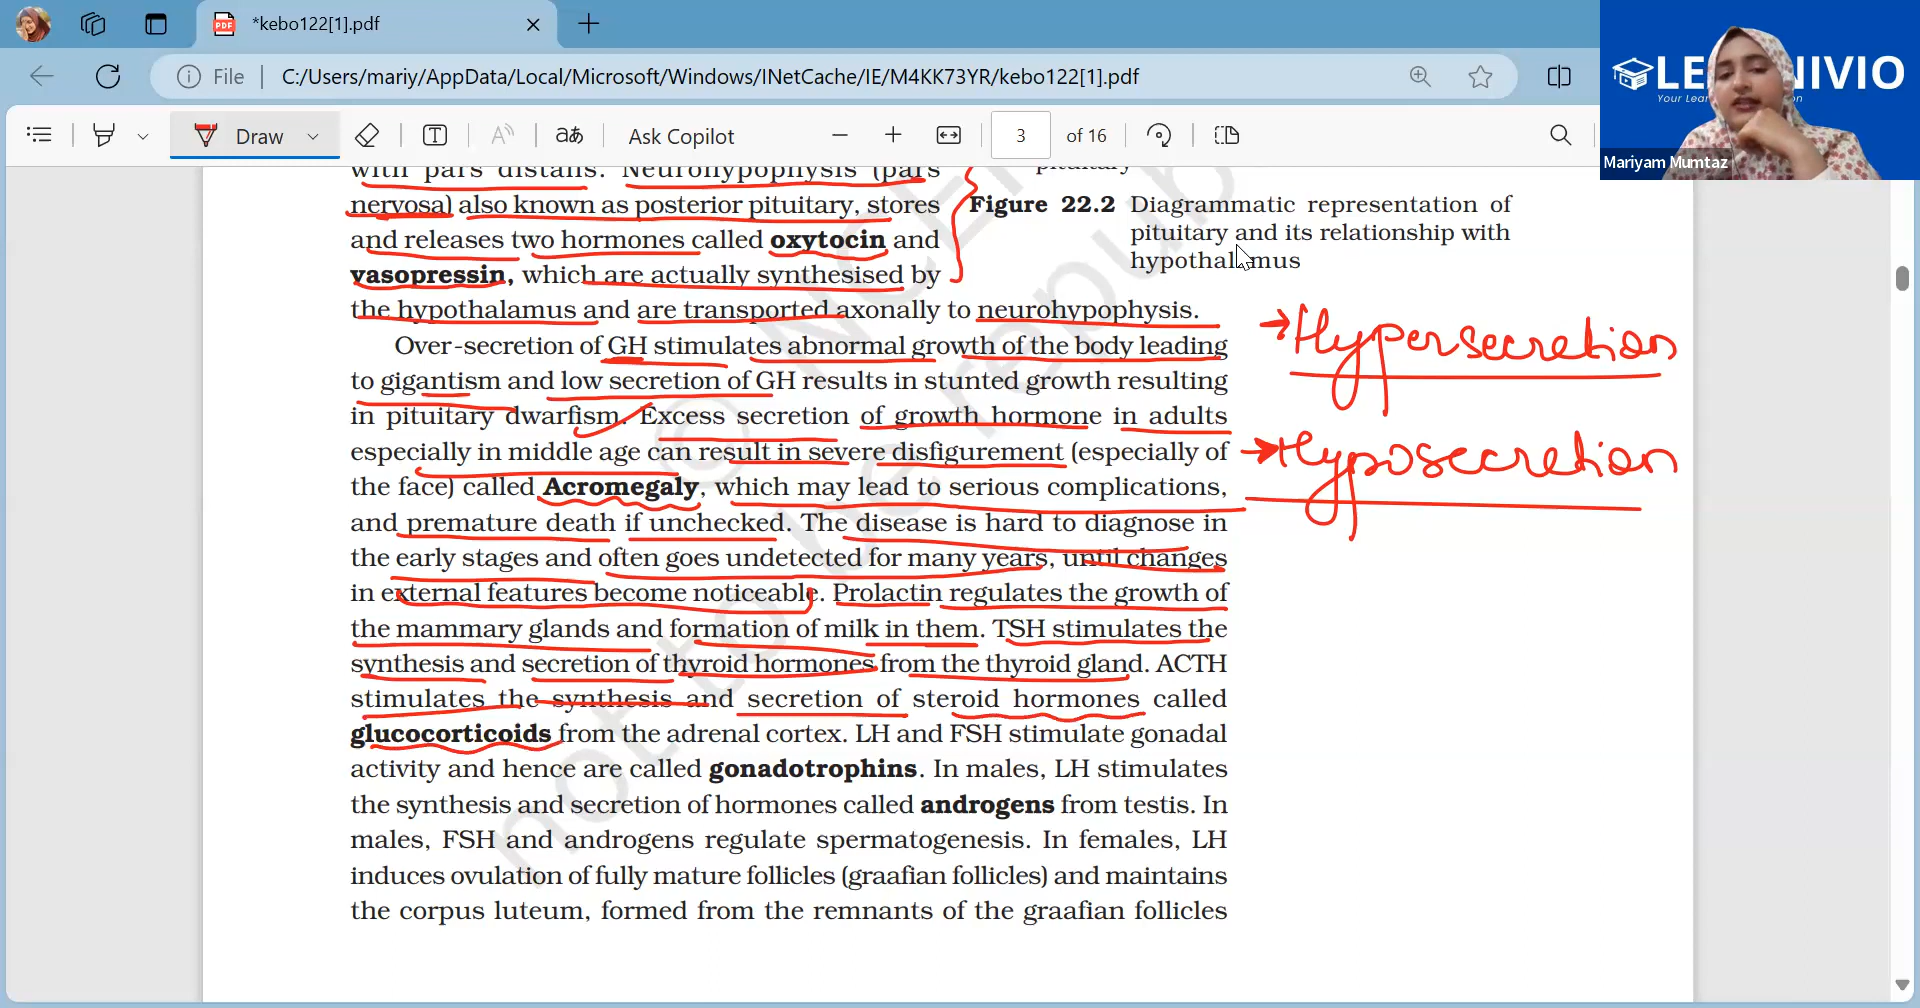 *kebo122[1].pdf
File
C:/Users/mariy/AppData/Local/Microsoft/Windows/INetCache/IE/M4KK73YR/kebo122[1].pdf
Draw
Ask Copilot
3 of 16
Your Lear
Mariyam Mumtaz
with pars distalis. Neurohypophysis (pars
nervosa) also known as posterior pituitary, stores
and releases two hormones called oxytocin and
vasopressin, which are actually synthesised by
the hypothalamus and are transported axonally to neurohypophysis.
pituitary
Figure 22.2 Diagrammatic representation of
pituitary and its relationship with
hypothalamus
Over-secretion of GH stimulates abnormal growth of the body leading
to gigantism and low secretion of GH results in stunted growth resulting
in pituitary dwarfism. Excess secretion of growth hormone in adults
especially in middle age can result in severe disfigurement (especially of
the face) called Acromegaly, which may lead to serious complications,
and premature death if unchecked. The disease is hard to diagnose in
the early stages and often goes undetected for many years, until changes
in external features become noticeable. Prolactin regulates the growth of
the mammary glands and formation of milk in them. TSH stimulates the
synthesis and secretion of thyroid hormones from the thyroid gland. ACTH
stimulates the synthesis and secretion of steroid hormones called
glucocorticoids from the adrenal cortex. LH and FSH stimulate gonadal
activity and hence are called gonadotrophins. In males, LH stimulates
the synthesis and secretion of hormones called androgens from testis. In
males, FSH and androgens regulate spermatogenesis. In females, LH
induces ovulation of fully mature follicles (graafian follicles) and maintains
the corpus luteum, formed from the remnants of the graafian follicles
→Hypersecretion
→Hyposecretion
not to be republ